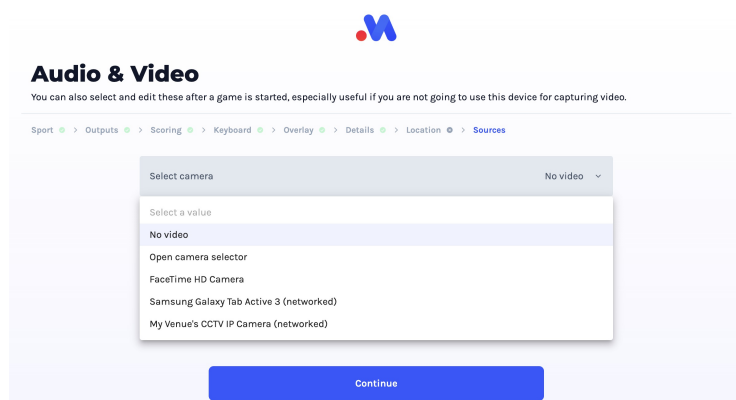 Audio & Video
You can also select and edit these after a game is started, especially useful if you are not going to use this device for capturing video.
Sport > Outputs > Scoring > Keyboard > Overlay > Details > Location > Sources
Select camera No video
Select a value
No video
Open camera selector
FaceTime HD Camera
Samsung Galaxy Tab Active 3 (networked)
My Venue's CCTV IP Camera (networked)
Continue